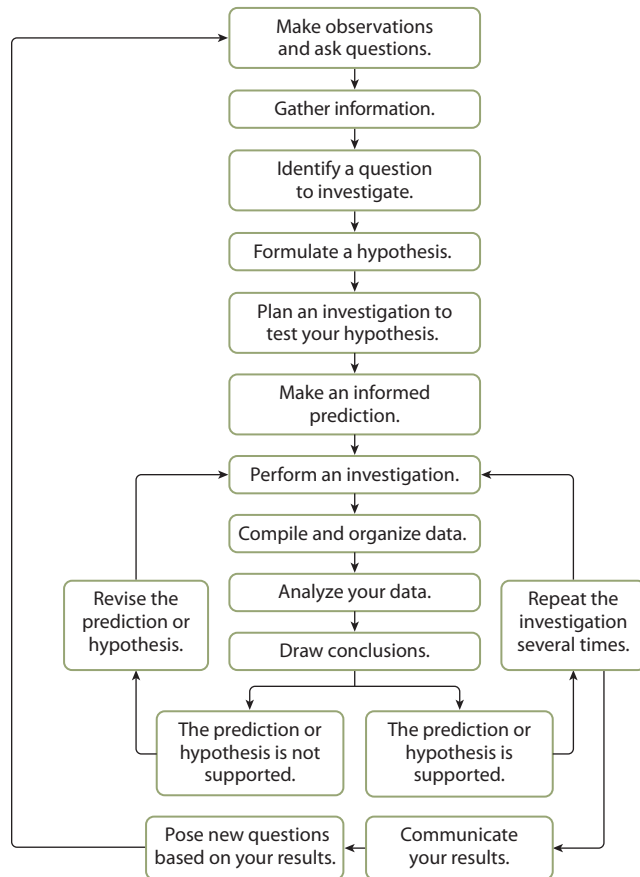 Make observations
and ask questions.
Gather information.
Identify a question
to investigate.
Formulate a hypothesis.
Plan an investigation to
test your hypothesis.
Make an informed
prediction.
Perform an investigation.
Compile and organize data.
Analyze your data.
Revise the
prediction or
hypothesis.
Repeat the
investigation
several times.
Draw conclusions.
The prediction or
hypothesis is not
supported.
The prediction or
hypothesis is
supported.
Pose new questions
based on your results.
Communicate
your results.